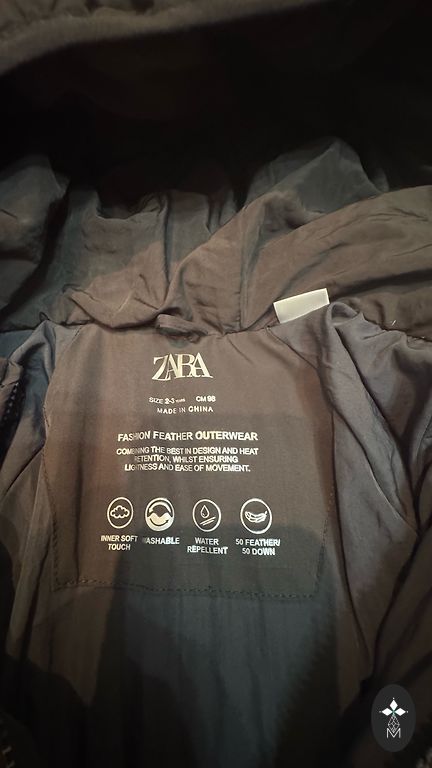 ZARA
SIZE 2-3 YEARS CM 98
MADE IN CHINA
FASHION FEATHER OUTERWEAR
COMBINING THE BEST IN DESIGN AND HEAT
RETENTION, WHILST ENSURING
LIGHTNESS AND EASE OF MOVEMENT.
INNER SOFT
TOUCH
WASHABLE
WATER
REPELLENT
50 FEATHER/
50 DOWN
M